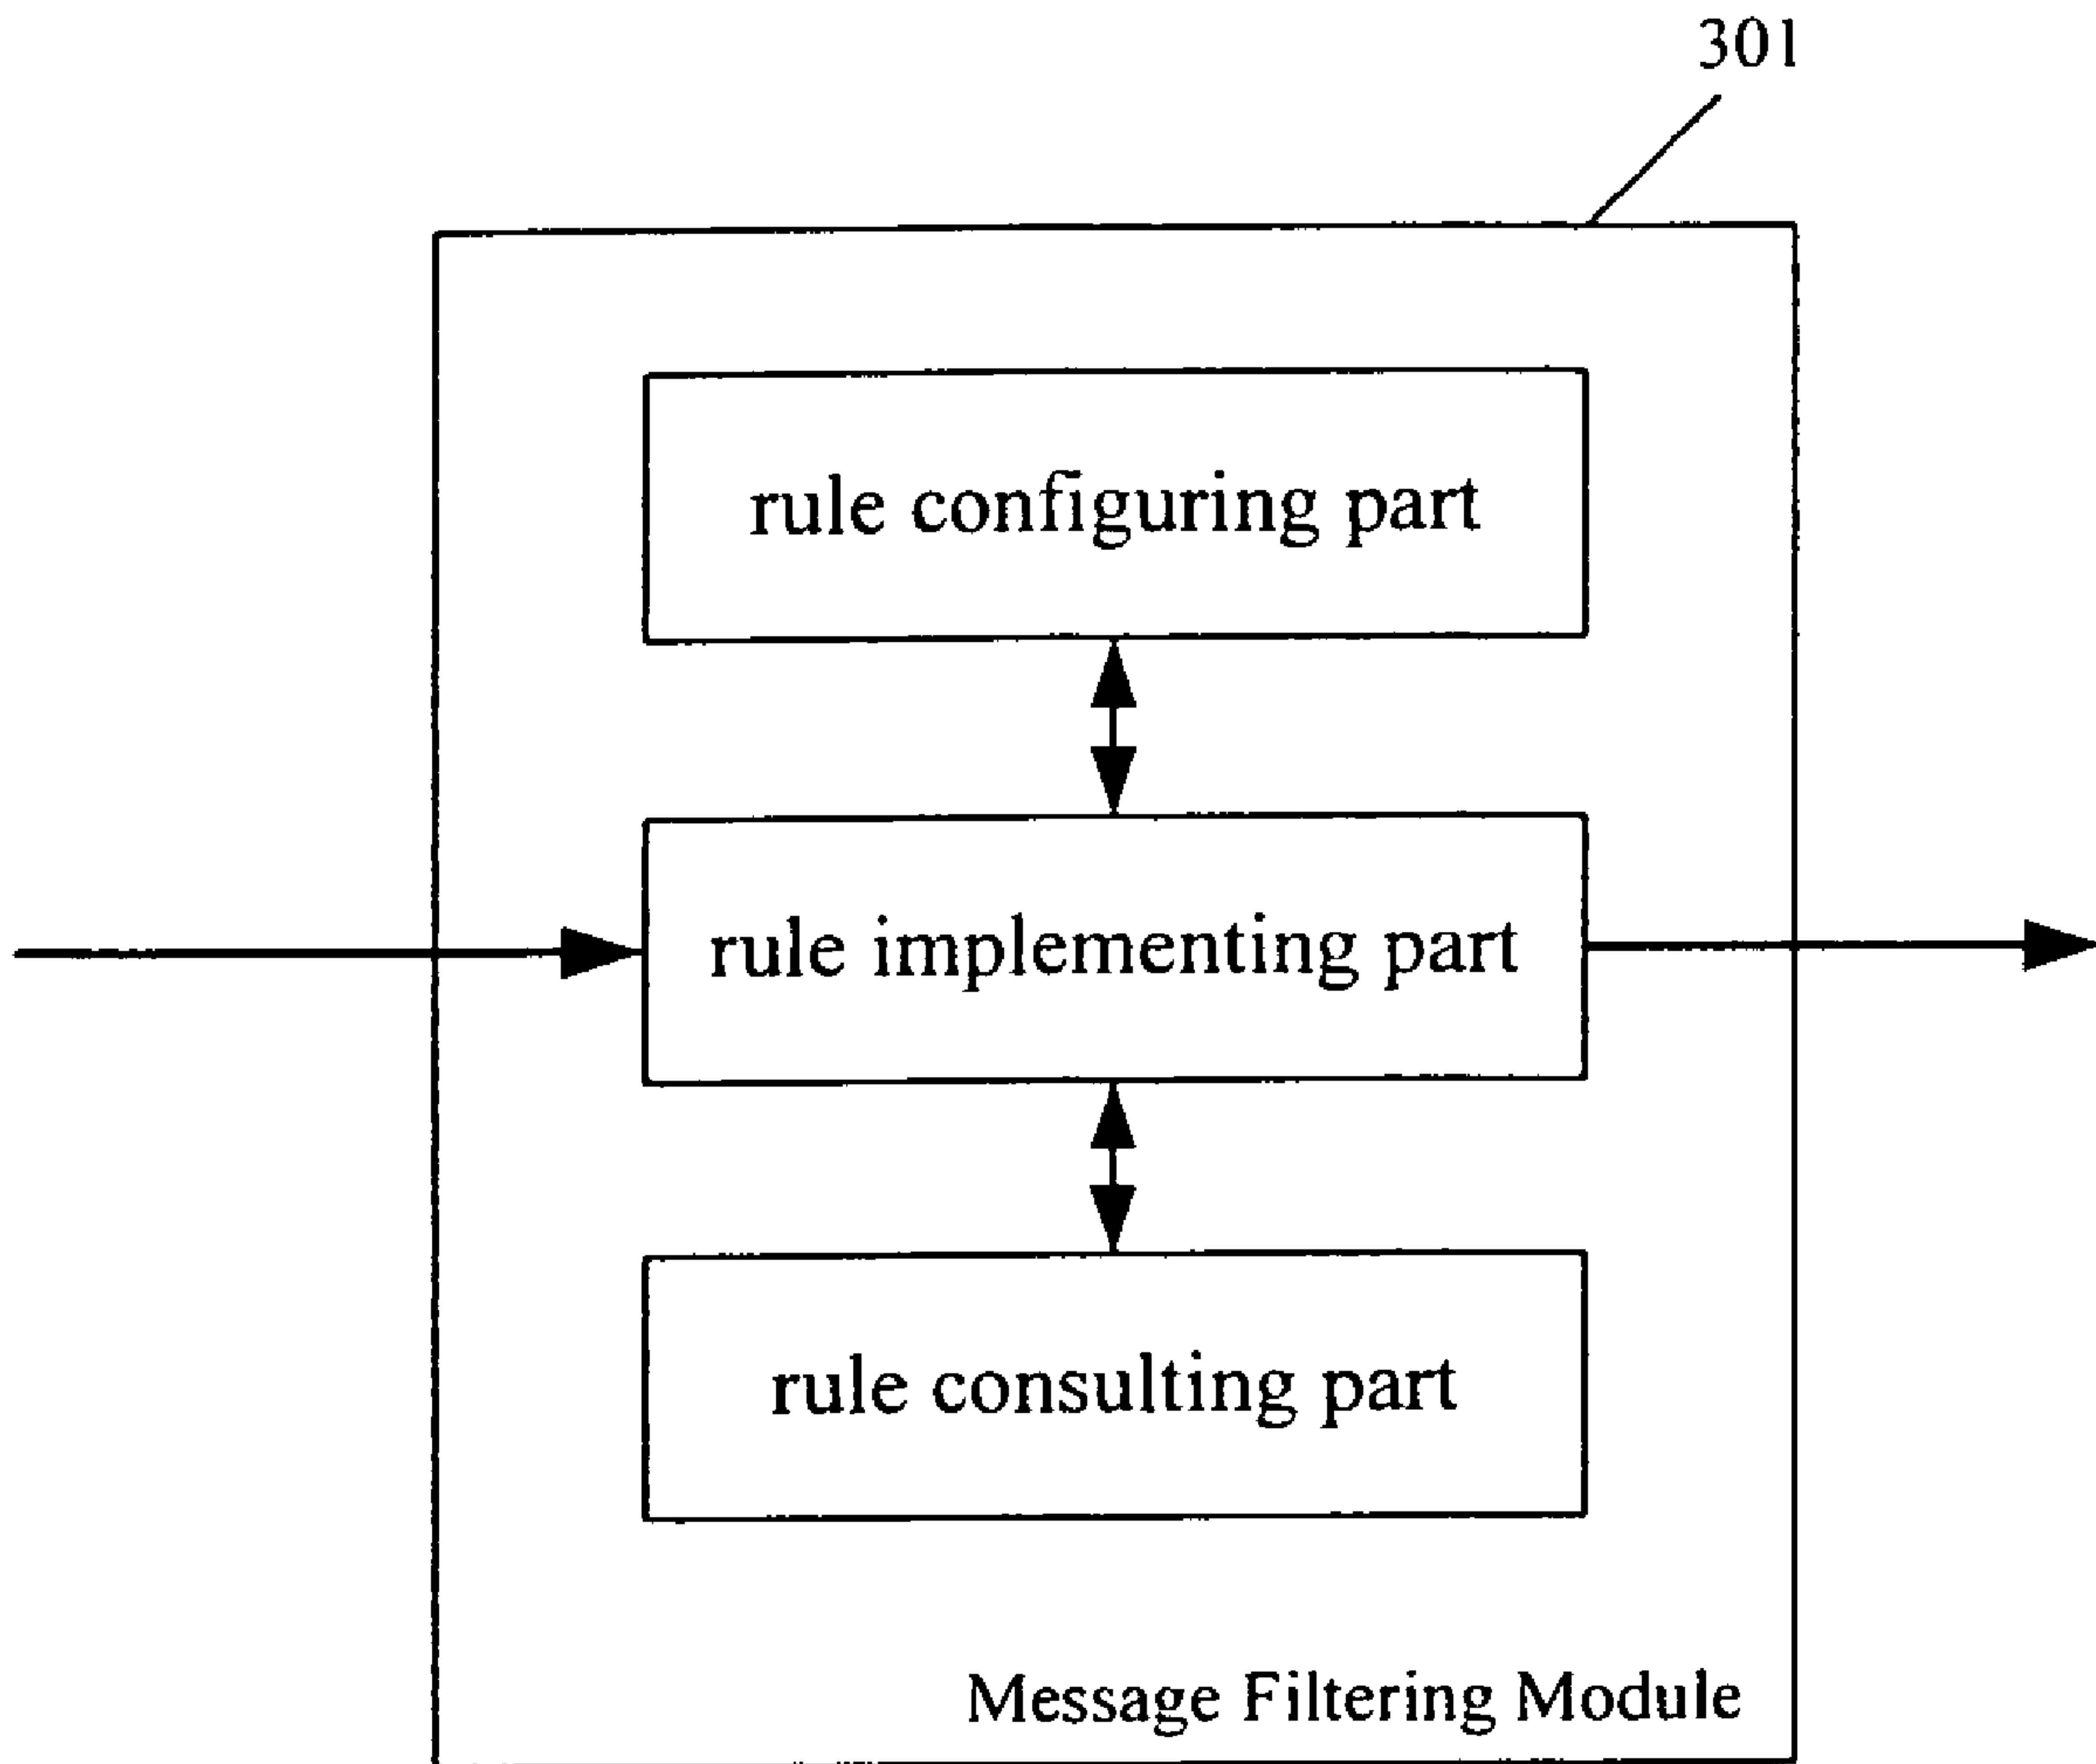 301
rule configuring part
rule implementing part
rule consulting part
Message Filtering Module